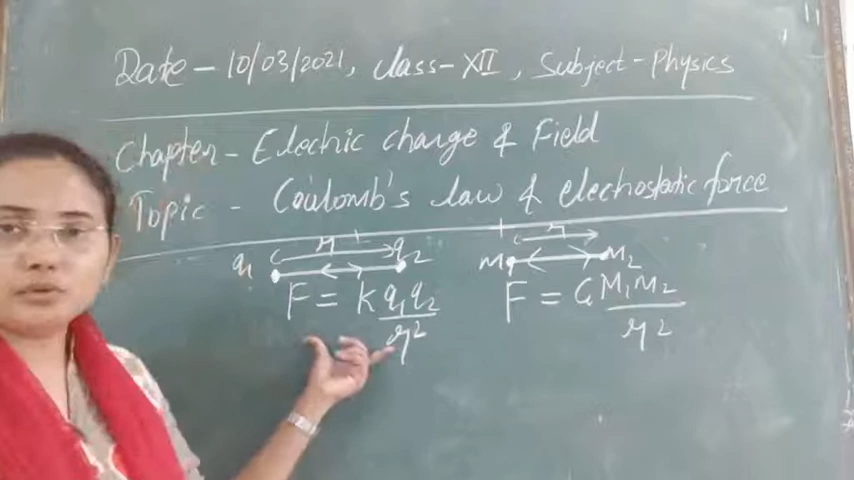 Date - 10/03/2021, class - XII, Subject - Physics
Chapter - Electric charge & Field
Topic - Coulomb's law & electrostatic force
q₁ r q₂ M₁ r M₂
F = K q₁q₂/r² F = G M₁M₂/r²